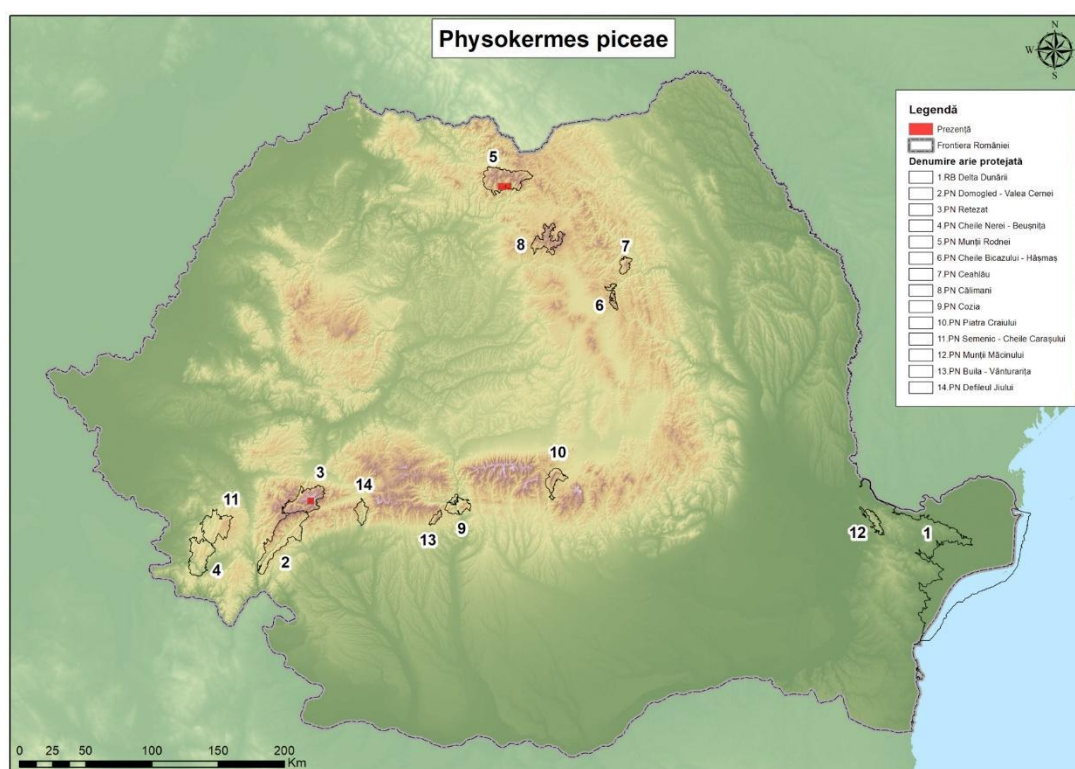 Physokermes piceae
N
W E
S
Legendă
Prezență
Frontiera României
Denumire arie protejată
1.RB Delta Dunării
2.PN Domogled - Valea Cernei
3.PN Retezat
4.PN Cheile Nerei - Beușnița
5.PN Munții Rodnei
6.PN Cheile Bicazului - Hășmaș
7.PN Ceahlău
8.PN Călimani
9.PN Cozia
10.PN Piatra Craiului
11.PN Semenic - Cheile Carașului
12.PN Munții Măcinului
13.PN Buila - Vânturarița
14.PN Defileul Jiului
5
8
7
6
10
3
14
11
9
13
12
1
4
2
0 25 50 100 150 200
Km